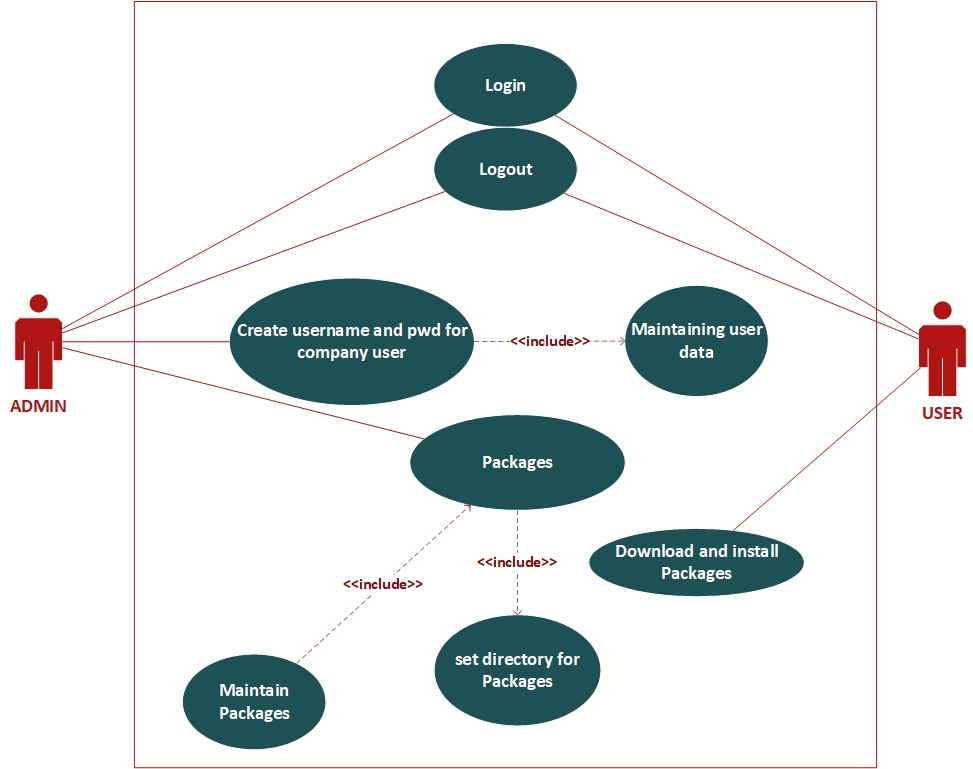 Login
Logout
Create username and pwd for
company user
<<include>>
Maintaining user
data
ADMIN
USER
Packages
Download and install
Packages
<<include>>
<<include>>
set directory for
Packages
Maintain
Packages